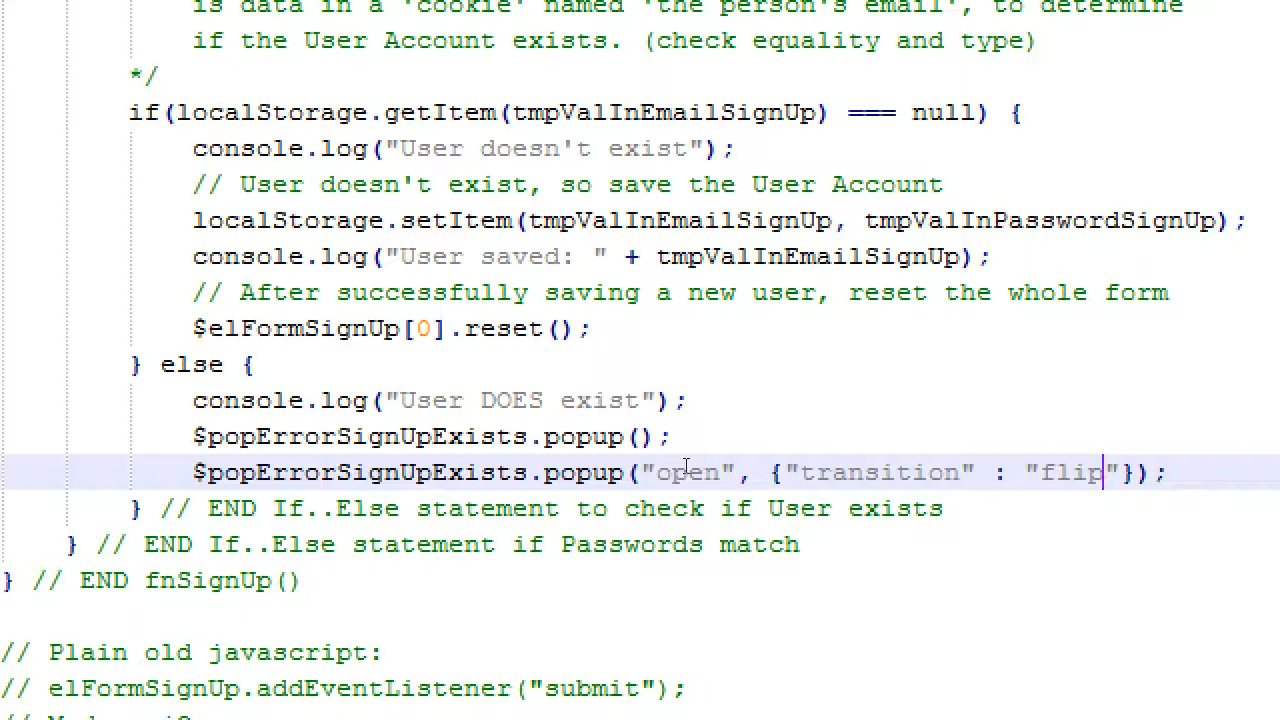 is data in a 'cookie' named 'the person's email', to determine
if the User Account exists. (check equality and type)
*/
if(localStorage.getItem(tmpValInEmailSignUp) === null) {
console.log("User doesn't exist");
// User doesn't exist, so save the User Account
localStorage.setItem(tmpValInEmailSignUp, tmpValInPasswordSignUp);
console.log("User saved: " + tmpValInEmailSignUp);
// After successfully saving a new user, reset the whole form
$elFormSignUp[0].reset();
} else {
console.log("User DOES exist");
$popErrorSignUpExists.popup();
$popErrorSignUpExists.popup("open", {"transition" : "flip"});
} // END If..Else statement to check if User exists
} // END If..Else statement if Passwords match
} // END fnSignUp()
// Plain old javascript:
// elFormSignUp.addEventListener("submit");
//